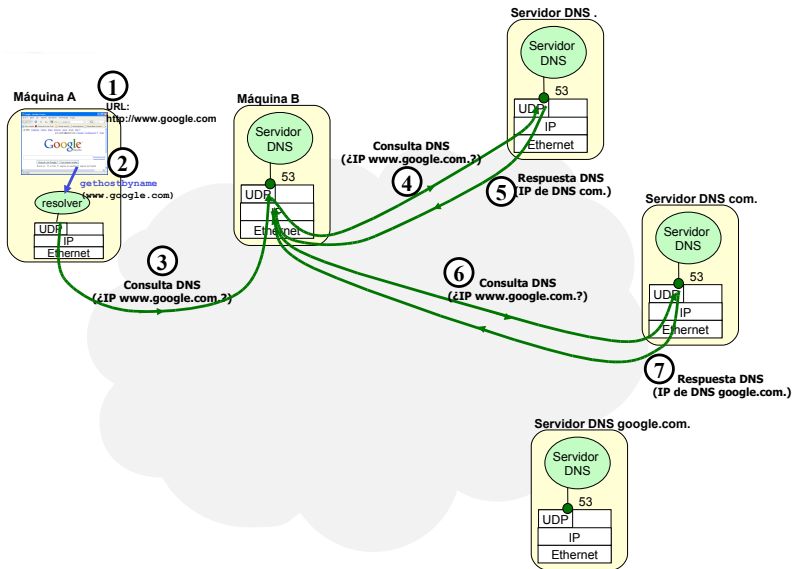 Servidor DNS .
Servidor
DNS
53
UDP
IP
Ethernet
1
URL:
http://www.google.com
Máquina A
Google
2
gethostbyname
(www.google.com)
resolver
UDP
IP
Ethernet
Máquina B
Servidor
DNS
53
UDP
IP
Ethernet
3
Consulta DNS
(¿IP www.google.com.?)
Consulta DNS
(¿IP www.google.com.?)
4
5
Respuesta DNS
(IP de DNS com.)
Servidor DNS com.
Servidor
DNS
53
UDP
IP
Ethernet
6
Consulta DNS
(¿IP www.google.com.?)
7
Respuesta DNS
(IP de DNS google.com.)
Servidor DNS google.com.
Servidor
DNS
53
UDP
IP
Ethernet